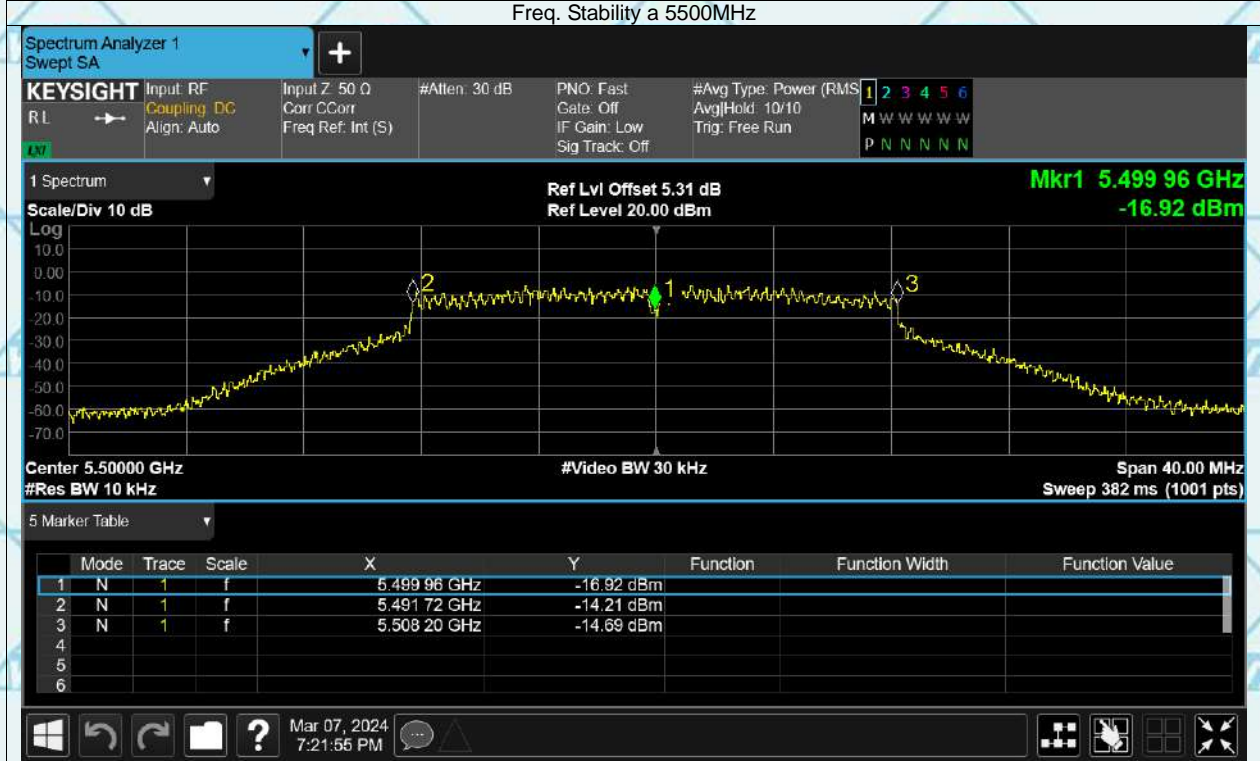 Freq. Stability a 5500MHz
Spectrum Analyzer 1
Swept SA
+
KEYSIGHT Input: RF Input Z: 50 Ω #Atten: 30 dB PNO: Fast #Avg Type: Power (RMS 1 2 3 4 5 6
RL Coupling: DC Corr CCorr Gate: Off Avg|Hold: 10/10 M W W W W W
Align: Auto Freq Ref: Int (S) IF Gain: Low Trig: Free Run
LXI Sig Track: Off P N N N N N
1 Spectrum Ref Lvl Offset 5.31 dB Mkr1 5.499 96 GHz
Scale/Div 10 dB Ref Level 20.00 dBm -16.92 dBm
Log
10.0
0.00
2 1 3
-10.0
-20.0
-30.0
-40.0
-50.0
-60.0
-70.0
Center 5.50000 GHz #Video BW 30 kHz Span 40.00 MHz
#Res BW 10 kHz Sweep 382 ms (1001 pts)
5 Marker Table
Mode Trace Scale X Y Function Function Width Function Value
1 N 1 f 5.499 96 GHz -16.92 dBm
2 N 1 f 5.491 72 GHz -14.21 dBm
3 N 1 f 5.508 20 GHz -14.69 dBm
4
5
6
? Mar 07, 2024
7:21:55 PM